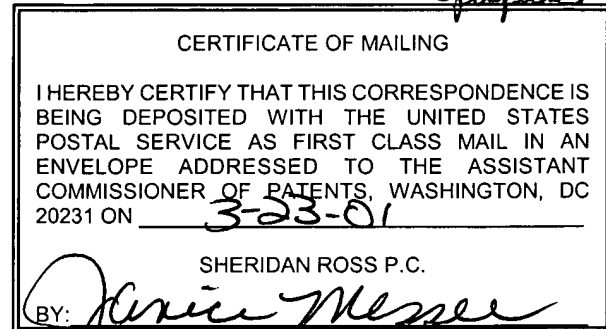 CERTIFICATE OF MAILING
I HEREBY CERTIFY THAT THIS CORRESPONDENCE IS
BEING DEPOSITED WITH THE UNITED STATES
POSTAL SERVICE AS FIRST CLASS MAIL IN AN
ENVELOPE ADDRESSED TO THE ASSISTANT
COMMISSIONER OF PATENTS, WASHINGTON, DC
20231 ON 3-23-01
SHERIDAN ROSS P.C.
BY: Janice